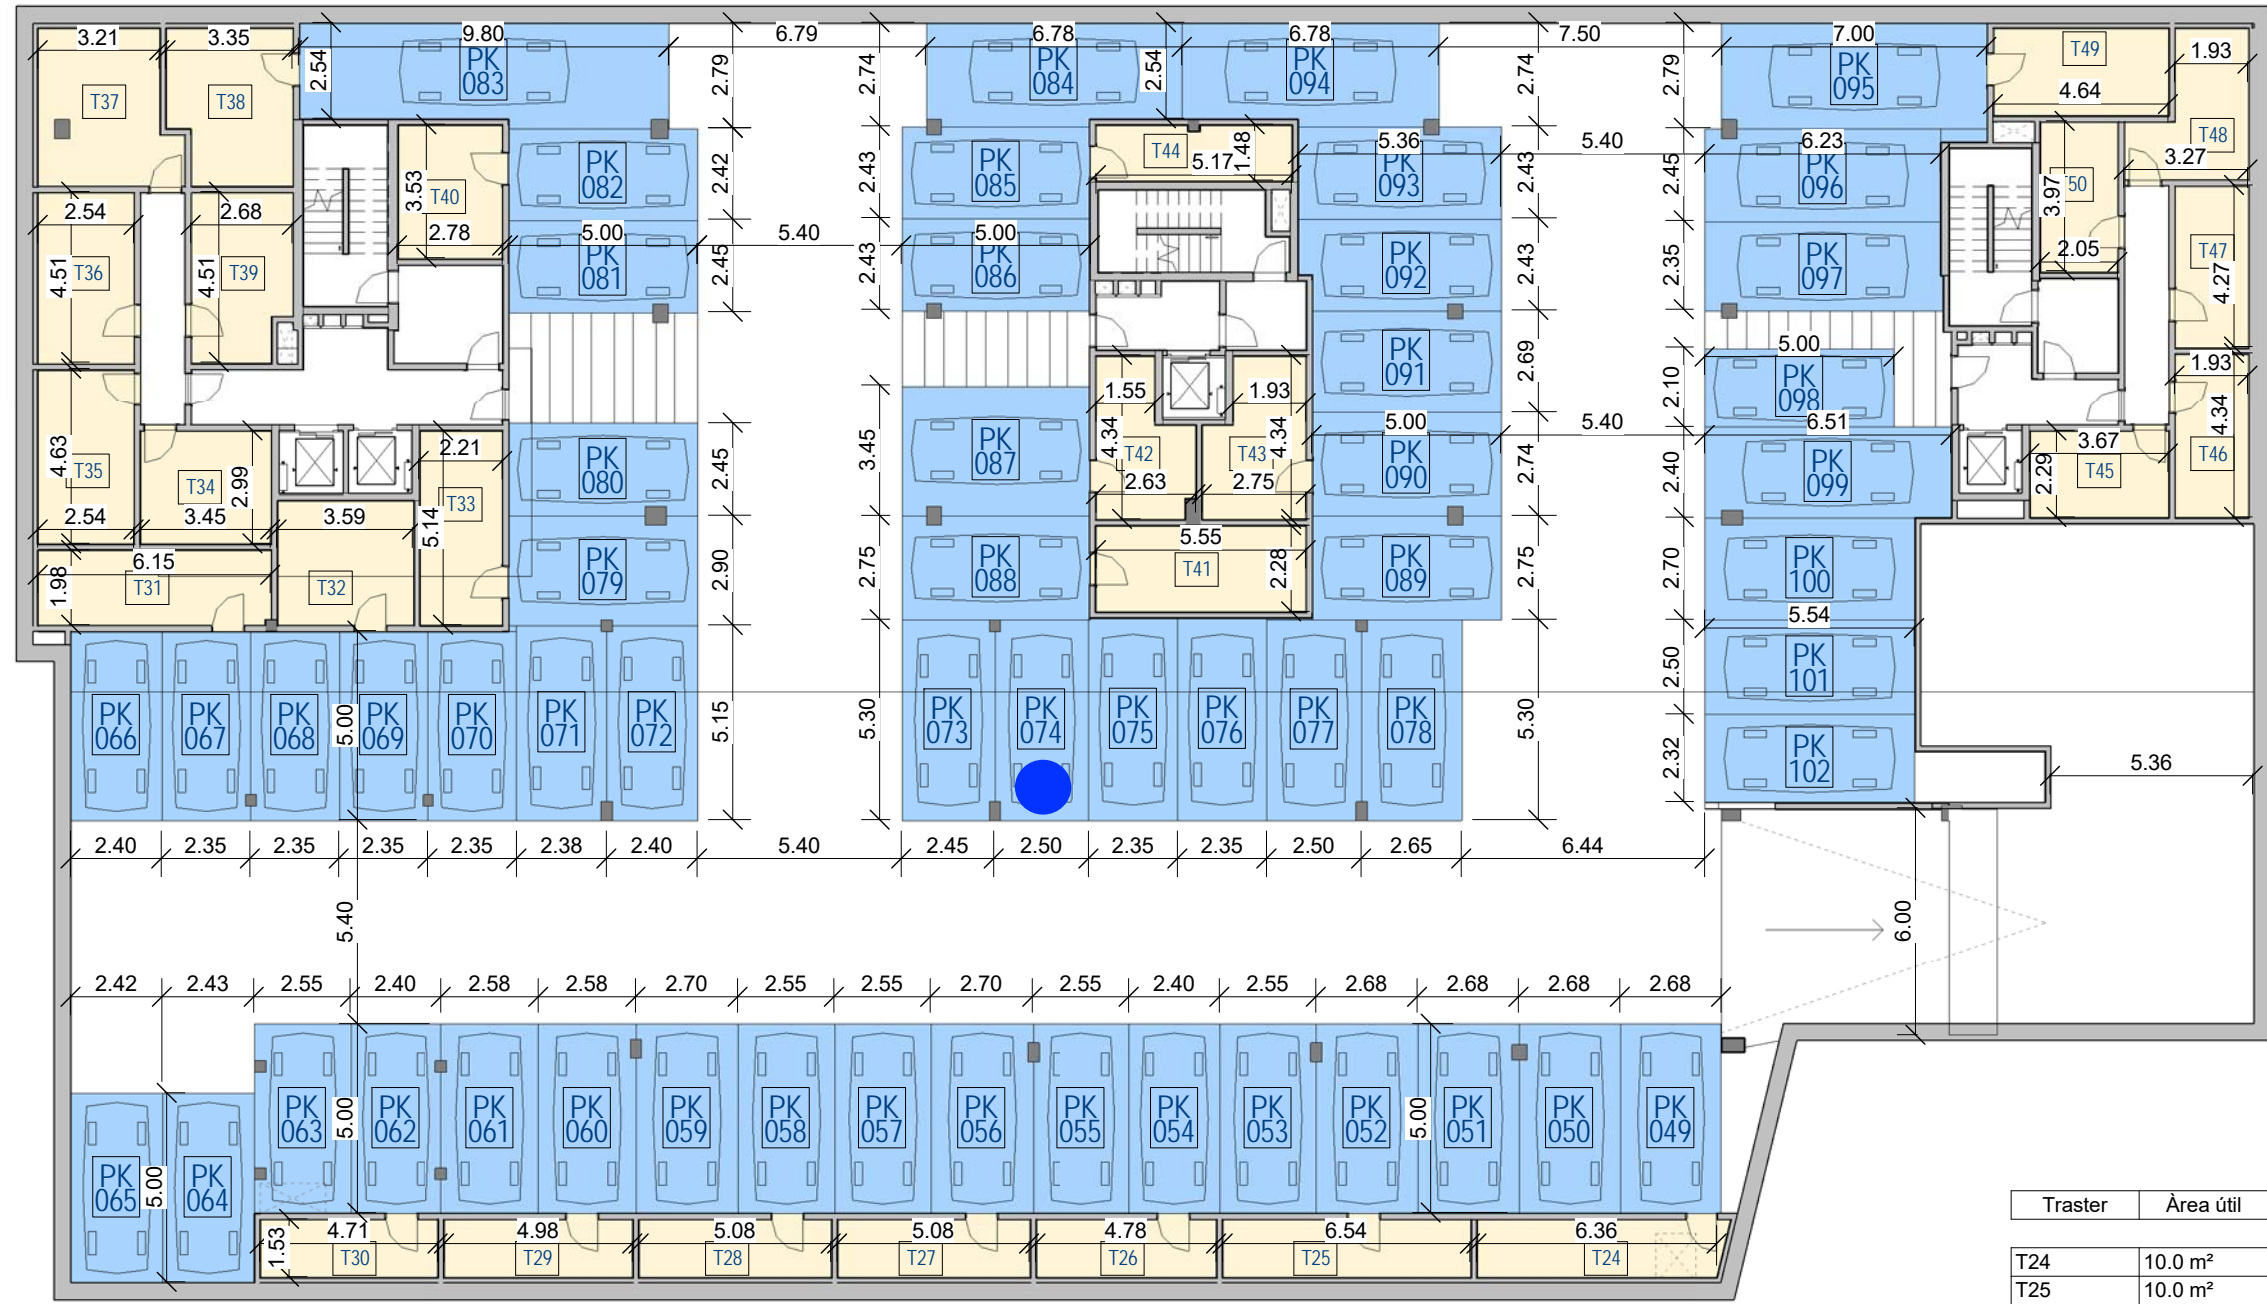 3.21 3.35 9.80 6.79 6.78 6.78 7.50 7.00 T49 1.93
2.54 PK 083 2.79 2.74 PK 084 2.54 PK 094 2.74 2.79 PK 095
T37 T38 4.64
T44 1.48 5.17 5.36 5.40 6.23 T48 3.27
3.53 T40 PK 082 2.42 2.43 PK 085 PK 093 2.43 2.45 PK 096 3.97 T50
2.54 2.68 2.78 5.00 5.40 5.00 2.05
T36 4.51 T39 4.51 PK 081 2.45 2.43 PK 086 PK 092 2.43 2.35 PK 097 T47 4.27
PK 091 2.69 5.00 PK 098 2.10 1.93
1.55 1.93 5.00 5.40 6.51 4.34
4.63 T35 T34 2.99 2.21 T33 PK 080 2.45 3.45 PK 087 4.34 T42 T43 4.34 PK 090 2.74 2.40 PK 099 2.29 3.67 T45 T46
2.54 3.45 3.59 5.14 2.63 2.75
6.15 1.98 T31 T32 PK 079 2.90 2.75 PK 088 5.55 T41 2.28 PK 089 2.75 2.70 PK 100
5.54
PK 101 2.50
PK 066 PK 067 PK 068 5.00 PK 069 PK 070 PK 071 PK 072 5.15 5.30 PK 073 PK 074 PK 075 PK 076 PK 077 PK 078 5.30 2.32 PK 102 5.36
2.40 2.35 2.35 2.35 2.35 2.38 2.40 5.40 2.45 2.50 2.35 2.35 2.50 2.65 6.44
5.40 6.00
2.42 2.43 2.55 2.40 2.58 2.58 2.70 2.55 2.55 2.70 2.55 2.40 2.55 2.68 2.68 2.68 2.68
PK 063 5.00 PK 062 PK 061 PK 060 PK 059 PK 058 PK 057 PK 056 PK 055 PK 054 PK 053 PK 052 5.00 PK 051 PK 050 PK 049
PK 065 5.00 PK 064
1.53 4.71 4.98 5.08 5.08 4.78 6.54 6.36
T30 T29 T28 T27 T26 T25 T24
Traster Àrea útil
T24 10.0 m²
T25 10.0 m²